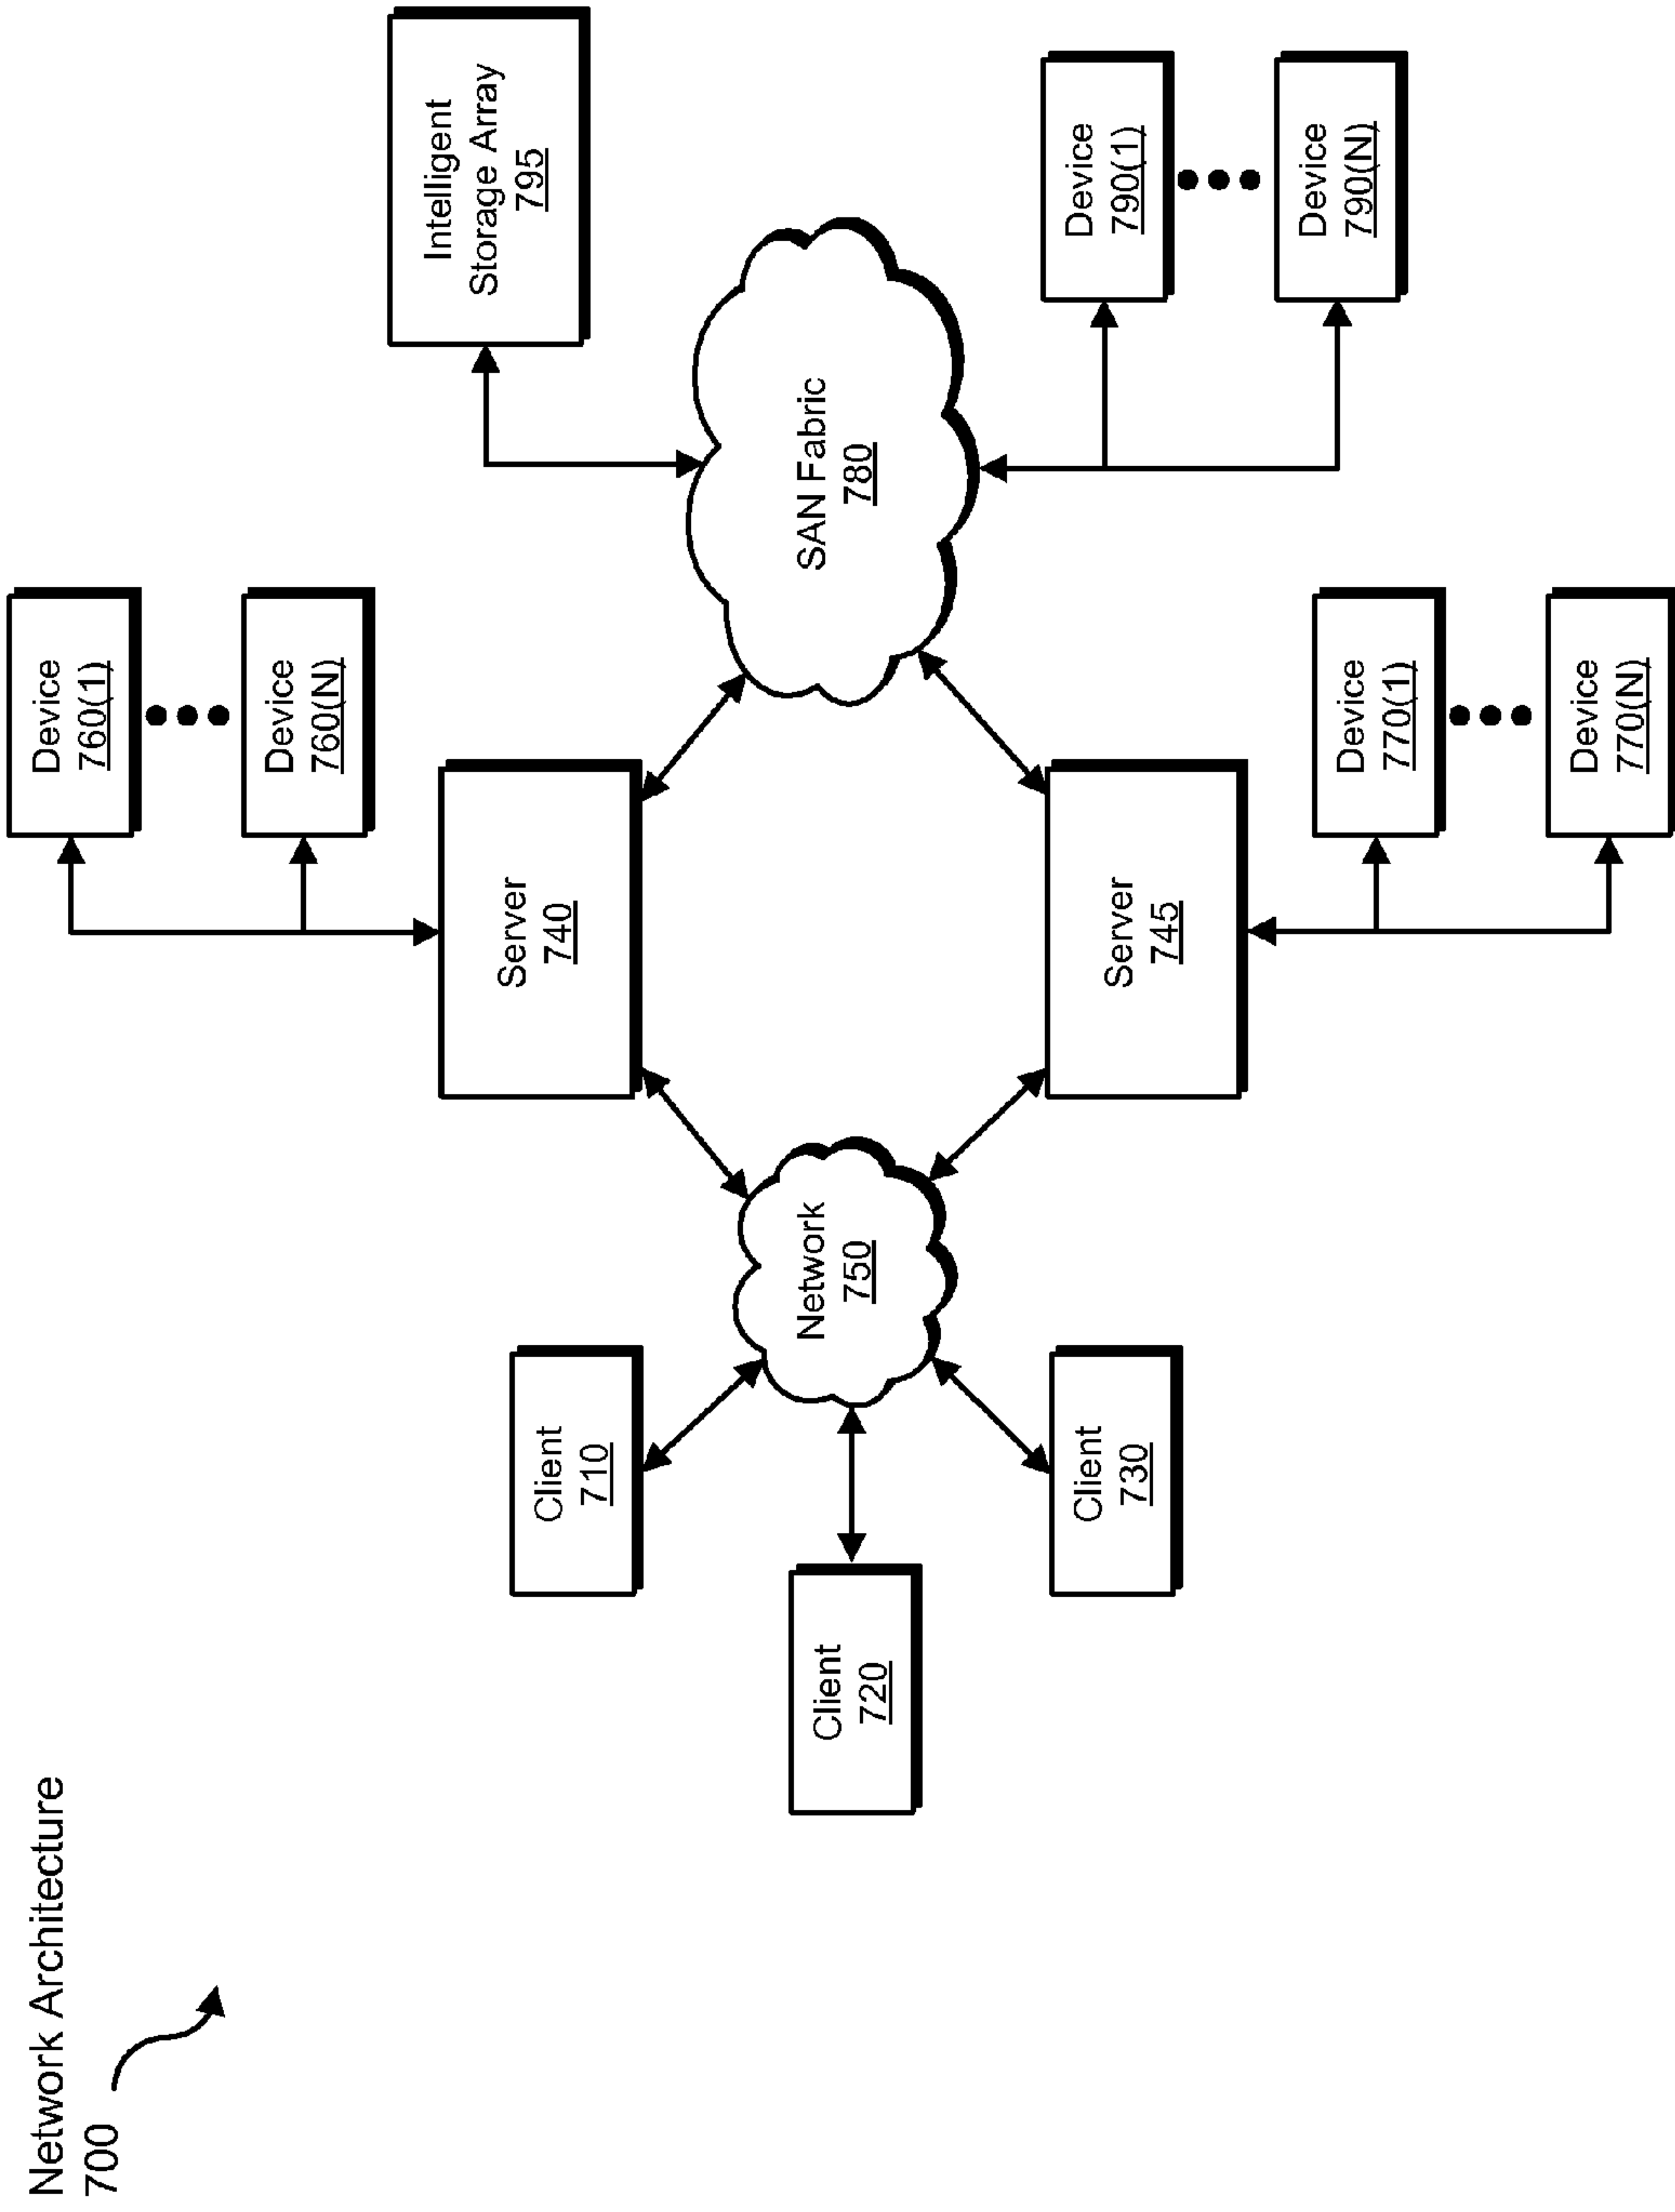 Network Architecture
700
Device
760(1)
Device
760(N)
Intelligent
Storage Array
795
Client
710
Server
740
Client
720
Network
750
SAN Fabric
780
Client
730
Server
745
Device
790(1)
Device
790(N)
Device
770(1)
Device
770(N)